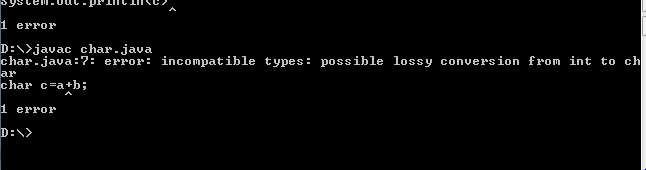 System.out.println(c)
^
1 error
D:\>javac char.java
char.java:7: error: incompatible types: possible lossy conversion from int to ch
ar
char c=a+b;
^
1 error
D:\>